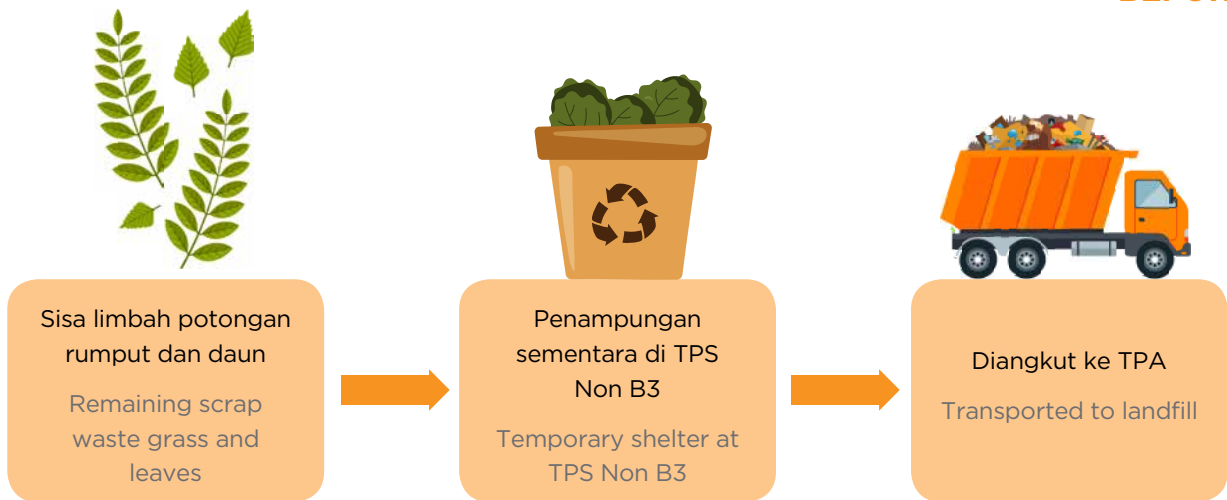 Sisa limbah potongan
rumput dan daun
Remaining scrap
waste grass and
leaves
Penampungan
sementara di TPS
Non B3
Temporary shelter at
TPS Non B3
Diangkut ke TPA
Transported to landfill